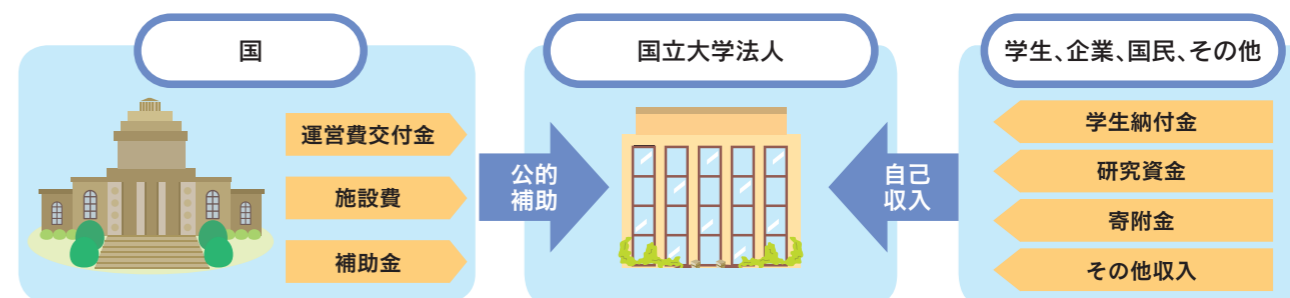 国
運営費交付金
施設費
補助金
公的
補助
国立大学法人
自己
収入
学生、企業、国民、その他
学生納付金
研究資金
寄附金
その他収入